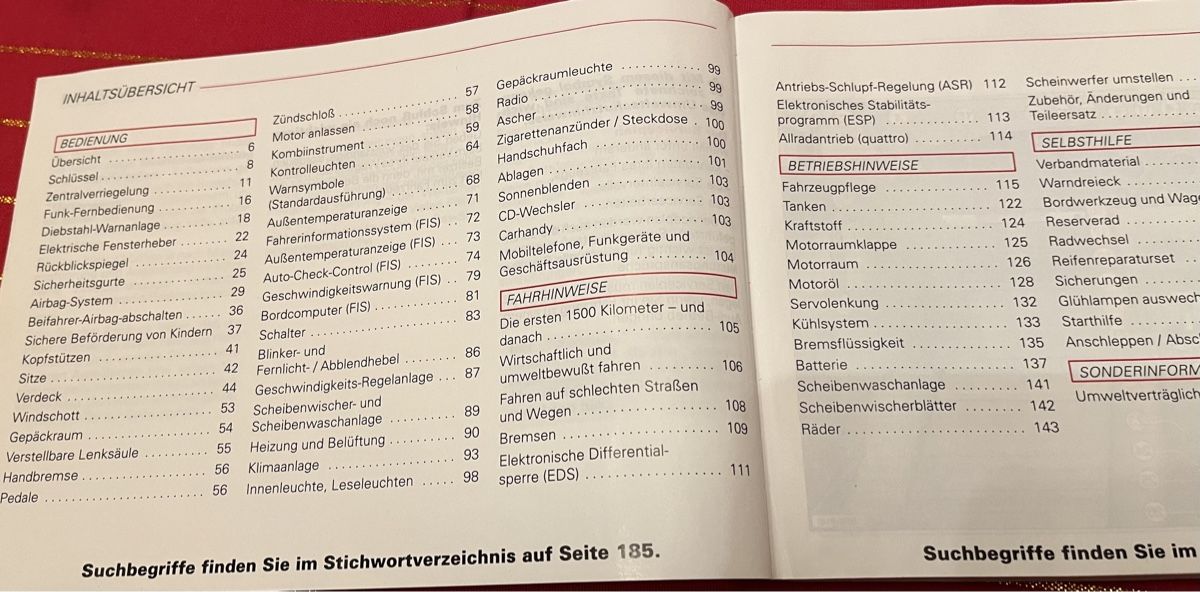 INHALTSÜBERSICHT
BEDIENUNG
Übersicht 6
Schlüssel 8
Zentralverriegelung 11
Funk-Fernbedienung 16
Diebstahl-Warnanlage 18
Elektrische Fensterheber 22
Rückblickspiegel 24
Sicherheitsgurte 25
Airbag-System 29
Beifahrer-Airbag-abschalten 36
Sichere Beförderung von Kindern 37
Kopfstützen 41
Sitze 42
Verdeck 44
Windschott 53
Gepäckraum 54
Verstellbare Lenksäule 55
Handbremse 56
Pedale 56
Zündschloß 57
Motor anlassen 58
Kombiinstrument 59
Kontrolleuchten 64
Warnsymbole
(Standardausführung) 68
Außentemperaturanzeige 71
Fahrerinformationssystem (FIS) 72
Außentemperaturanzeige (FIS) 73
Auto-Check-Control (FIS) 74
Geschwindigkeitswarnung (FIS) 79
Bordcomputer (FIS) 81
Schalter 83
Blinker- und
Fernlicht- / Abblendhebel 86
Geschwindigkeits-Regelanlage 87
Scheibenwischer- und
Scheibenwaschanlage 89
Heizung und Belüftung 90
Klimaanlage 93
Innenleuchte, Leseleuchten 98
Gepäckraumleuchte 99
Radio 99
Ascher 99
Zigarettenanzünder / Steckdose 100
Handschuhfach 100
Ablagen 101
Sonnenblenden 103
CD-Wechsler 103
Carhandy 103
Mobiltelefone, Funkgeräte und
Geschäftsausrüstung 104
FAHRHINWEISE
Die ersten 1500 Kilometer – und
danach 105
Wirtschaftlich und
umweltbewußt fahren 106
Fahren auf schlechten Straßen
und Wegen 108
Bremsen 109
Elektronische Differential-
sperre (EDS) 111
Suchbegriffe finden Sie im Stichwortverzeichnis auf Seite 185.
Antriebs-Schlupf-Regelung (ASR) 112
Elektronisches Stabilitäts-
programm (ESP) 113
Allradantrieb (quattro) 114
BETRIEBSHINWEISE
Fahrzeugpflege 115
Tanken 122
Kraftstoff 124
Motorraumklappe 125
Motorraum 126
Motoröl 128
Servolenkung 132
Kühlsystem 133
Bremsflüssigkeit 135
Batterie 137
Scheibenwaschanlage 141
Scheibenwischerblätter 142
Räder 143
Scheinwerfer umstellen
Zubehör, Änderungen und
Teileersatz
SELBSTHILFE
Verbandmaterial
Warndreieck
Bordwerkzeug und Wage
Reserverad
Radwechsel
Reifenreparaturset
Sicherungen
Glühlampen auswech
Starthilfe
Anschleppen / Absc
SONDERINFORM
Umweltverträglich
Suchbegriffe finden Sie im